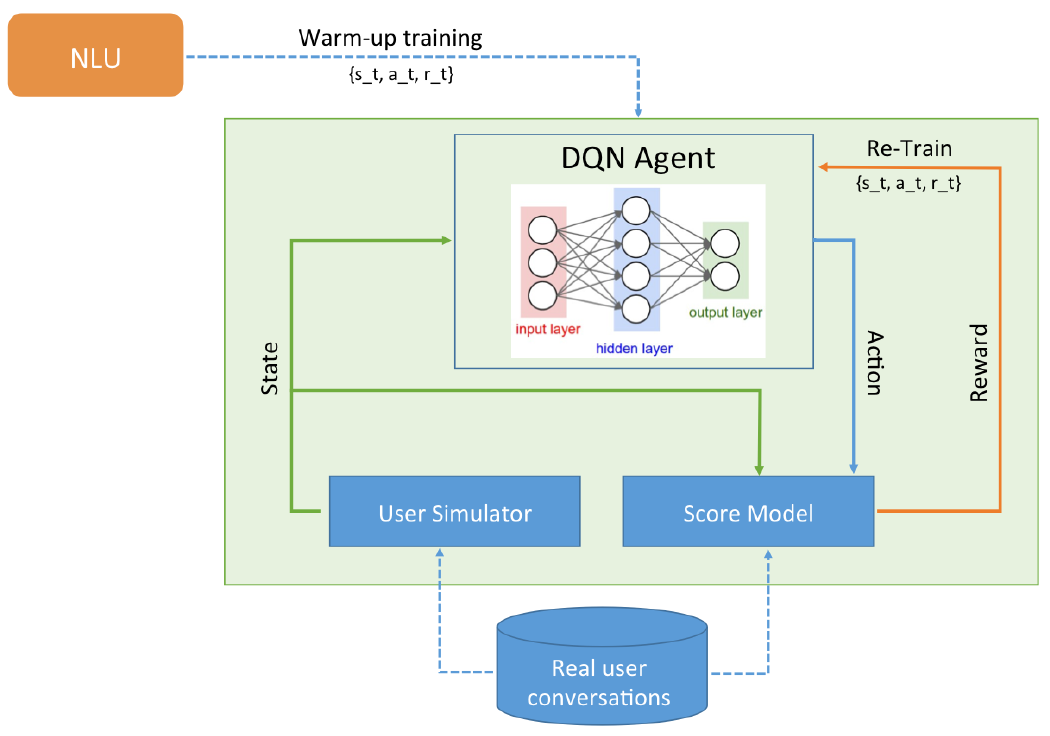 NLU
Warm-up training
{s_t, a_t, r_t}
DQN Agent
Re-Train
{s_t, a_t, r_t}
input layer
hidden layer
output layer
State
Action
Reward
User Simulator
Score Model
Real user
conversations